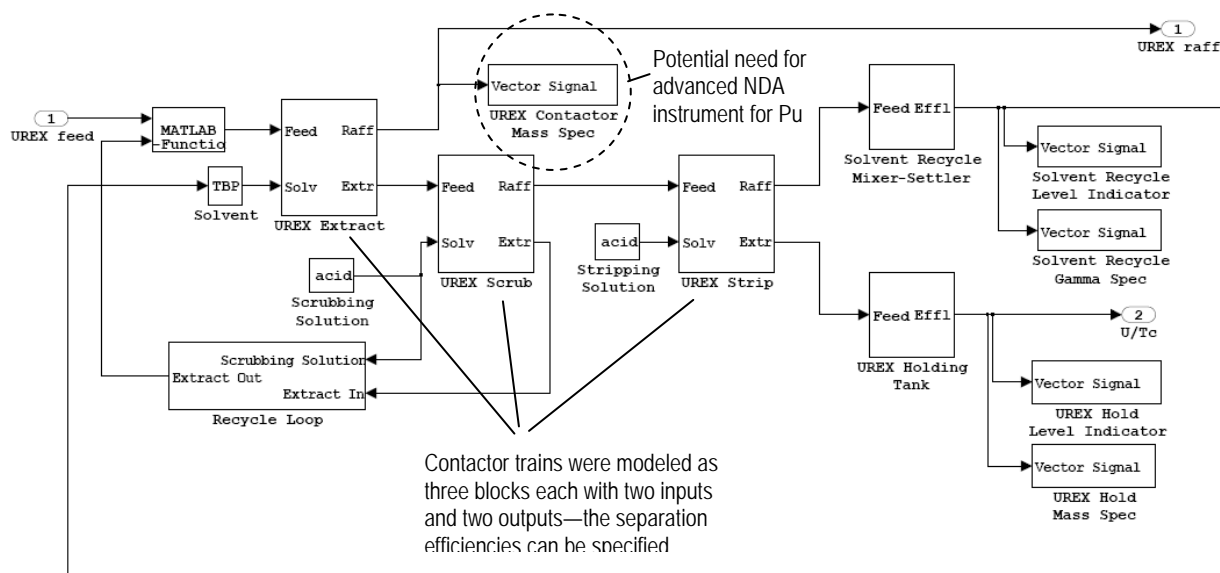 1
UREX raff
Potential need for
advanced NDA
instrument for Pu
Vector Signal
UREX Contactor
Mass Spec
1
UREX feed
MATLAB
-Functio
Feed Raff
Solv Extr
UREX Extract
TBP
Solvent
Feed Raff
Solv Extr
UREX Scrub
acid
Scrubbing
Solution
acid
Stripping
Solution
Feed Raff
Solv Extr
UREX Strip
Feed Effl
Solvent Recycle
Mixer-Settler
Vector Signal
Solvent Recycle
Level Indicator
Vector Signal
Solvent Recycle
Gamma Spec
Feed Effl
UREX Holding
Tank
2
U/Tc
Vector Signal
UREX Hold
Level Indicator
Vector Signal
UREX Hold
Mass Spec
Scrubbing Solution
Extract Out
Extract In
Recycle Loop
Contactor trains were modeled as
three blocks each with two inputs
and two outputs—the separation
efficiencies can be specified